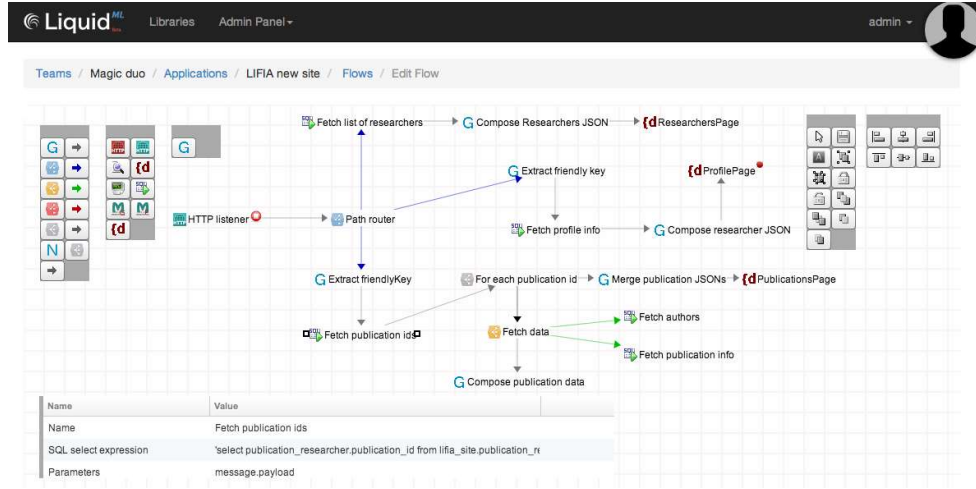 Liquid ML
Libraries
Admin Panel
admin
Teams / Magic duo / Applications / LIFIA new site / Flows / Edit Flow
Fetch list of researchers
Compose Researchers JSON
{d ResearchersPage
G
G
{d
Extract friendly key
{d ProfilePage
HTTP listener
Path router
Fetch profile info
Compose researcher JSON
{d
N
Extract friendlyKey
For each publication id
Merge publication JSONs
{d PublicationsPage
Fetch publication ids
Fetch data
Fetch authors
Fetch publication info
Compose publication data
Name Value
Name Fetch publication ids
SQL select expression 'select publication_researcher.publication_id from lifia_site.publication_re
Parameters message.payload